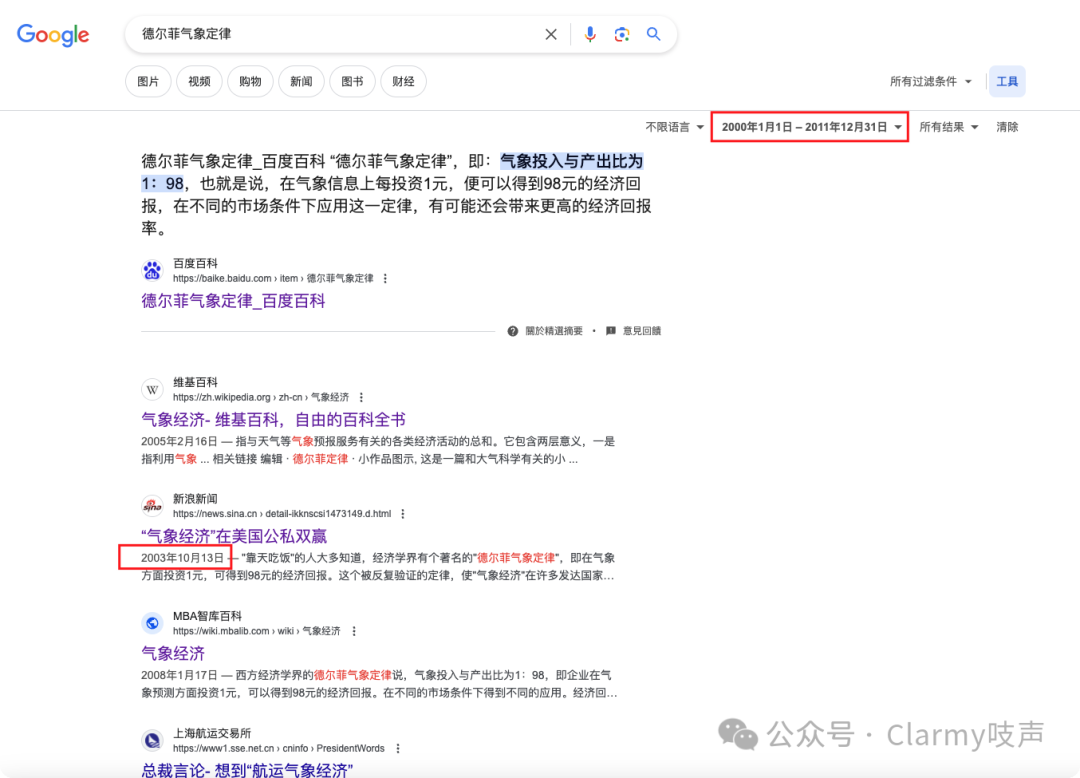 Google
德尔菲气象定律
图片 视频 购物 新闻 图书 财经 所有过滤条件 工具
不限语言 2000年1月1日 – 2011年12月31日 所有结果 清除
德尔菲气象定律_百度百科 “德尔菲气象定律”，即：气象投入与产出比为
1：98，也就是说，在气象信息上每投资1元，便可以得到98元的经济回
报，在不同的市场条件下应用这一定律，有可能还会带来更高的经济回报
率。
百度百科
https://baike.baidu.com › item › 德尔菲气象定律
德尔菲气象定律_百度百科
關於精選摘要 • 意見回饋
维基百科
https://zh.wikipedia.org › zh-cn › 气象经济
气象经济- 维基百科，自由的百科全书
2005年2月16日 — 指与天气等气象预报服务有关的各类经济活动的总和。它包含两层意义，一是
指利用气象 ... 相关链接 编辑 · 德尔菲定律 · 小作品图示, 这是一篇和大气科学有关的小 ...
新浪新闻
https://news.sina.cn › detail-ikknscsi1473149.d.html
“气象经济”在美国公私双赢
2003年10月13日 — "靠天吃饭"的人大多知道，经济学界有个著名的"德尔菲气象定律"，即在气象
方面投资1元，可得到98元的经济回报。这个被反复验证的定律，使"气象经济"在许多发达国家...
MBA智库百科
https://wiki.mbalib.com › wiki › 气象经济
气象经济
2008年1月17日 — 西方经济学界的德尔菲气象定律说，气象投入与产出比为1：98，即企业在气
象预测方面投资1元，可以得到98元的经济回报。在不同的市场条件下得到不同的应用。经济回...
上海航运交易所
https://www1.sse.net.cn › cninfo › PresidentWords
总裁言论- 想到“航运气象经济”
公众号 · Clarmy吱声